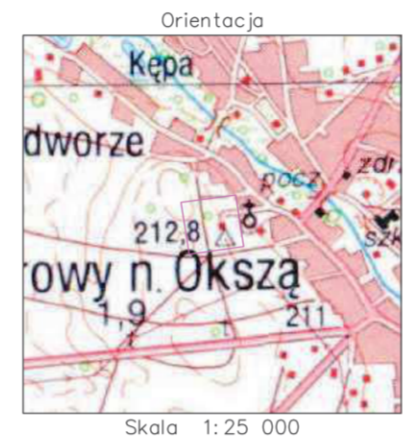 Orientacja
Kępa
dworze
pocz
zdr
212,8
szk
rowy n. Okszą
1,9
211
Skala 1:25 000